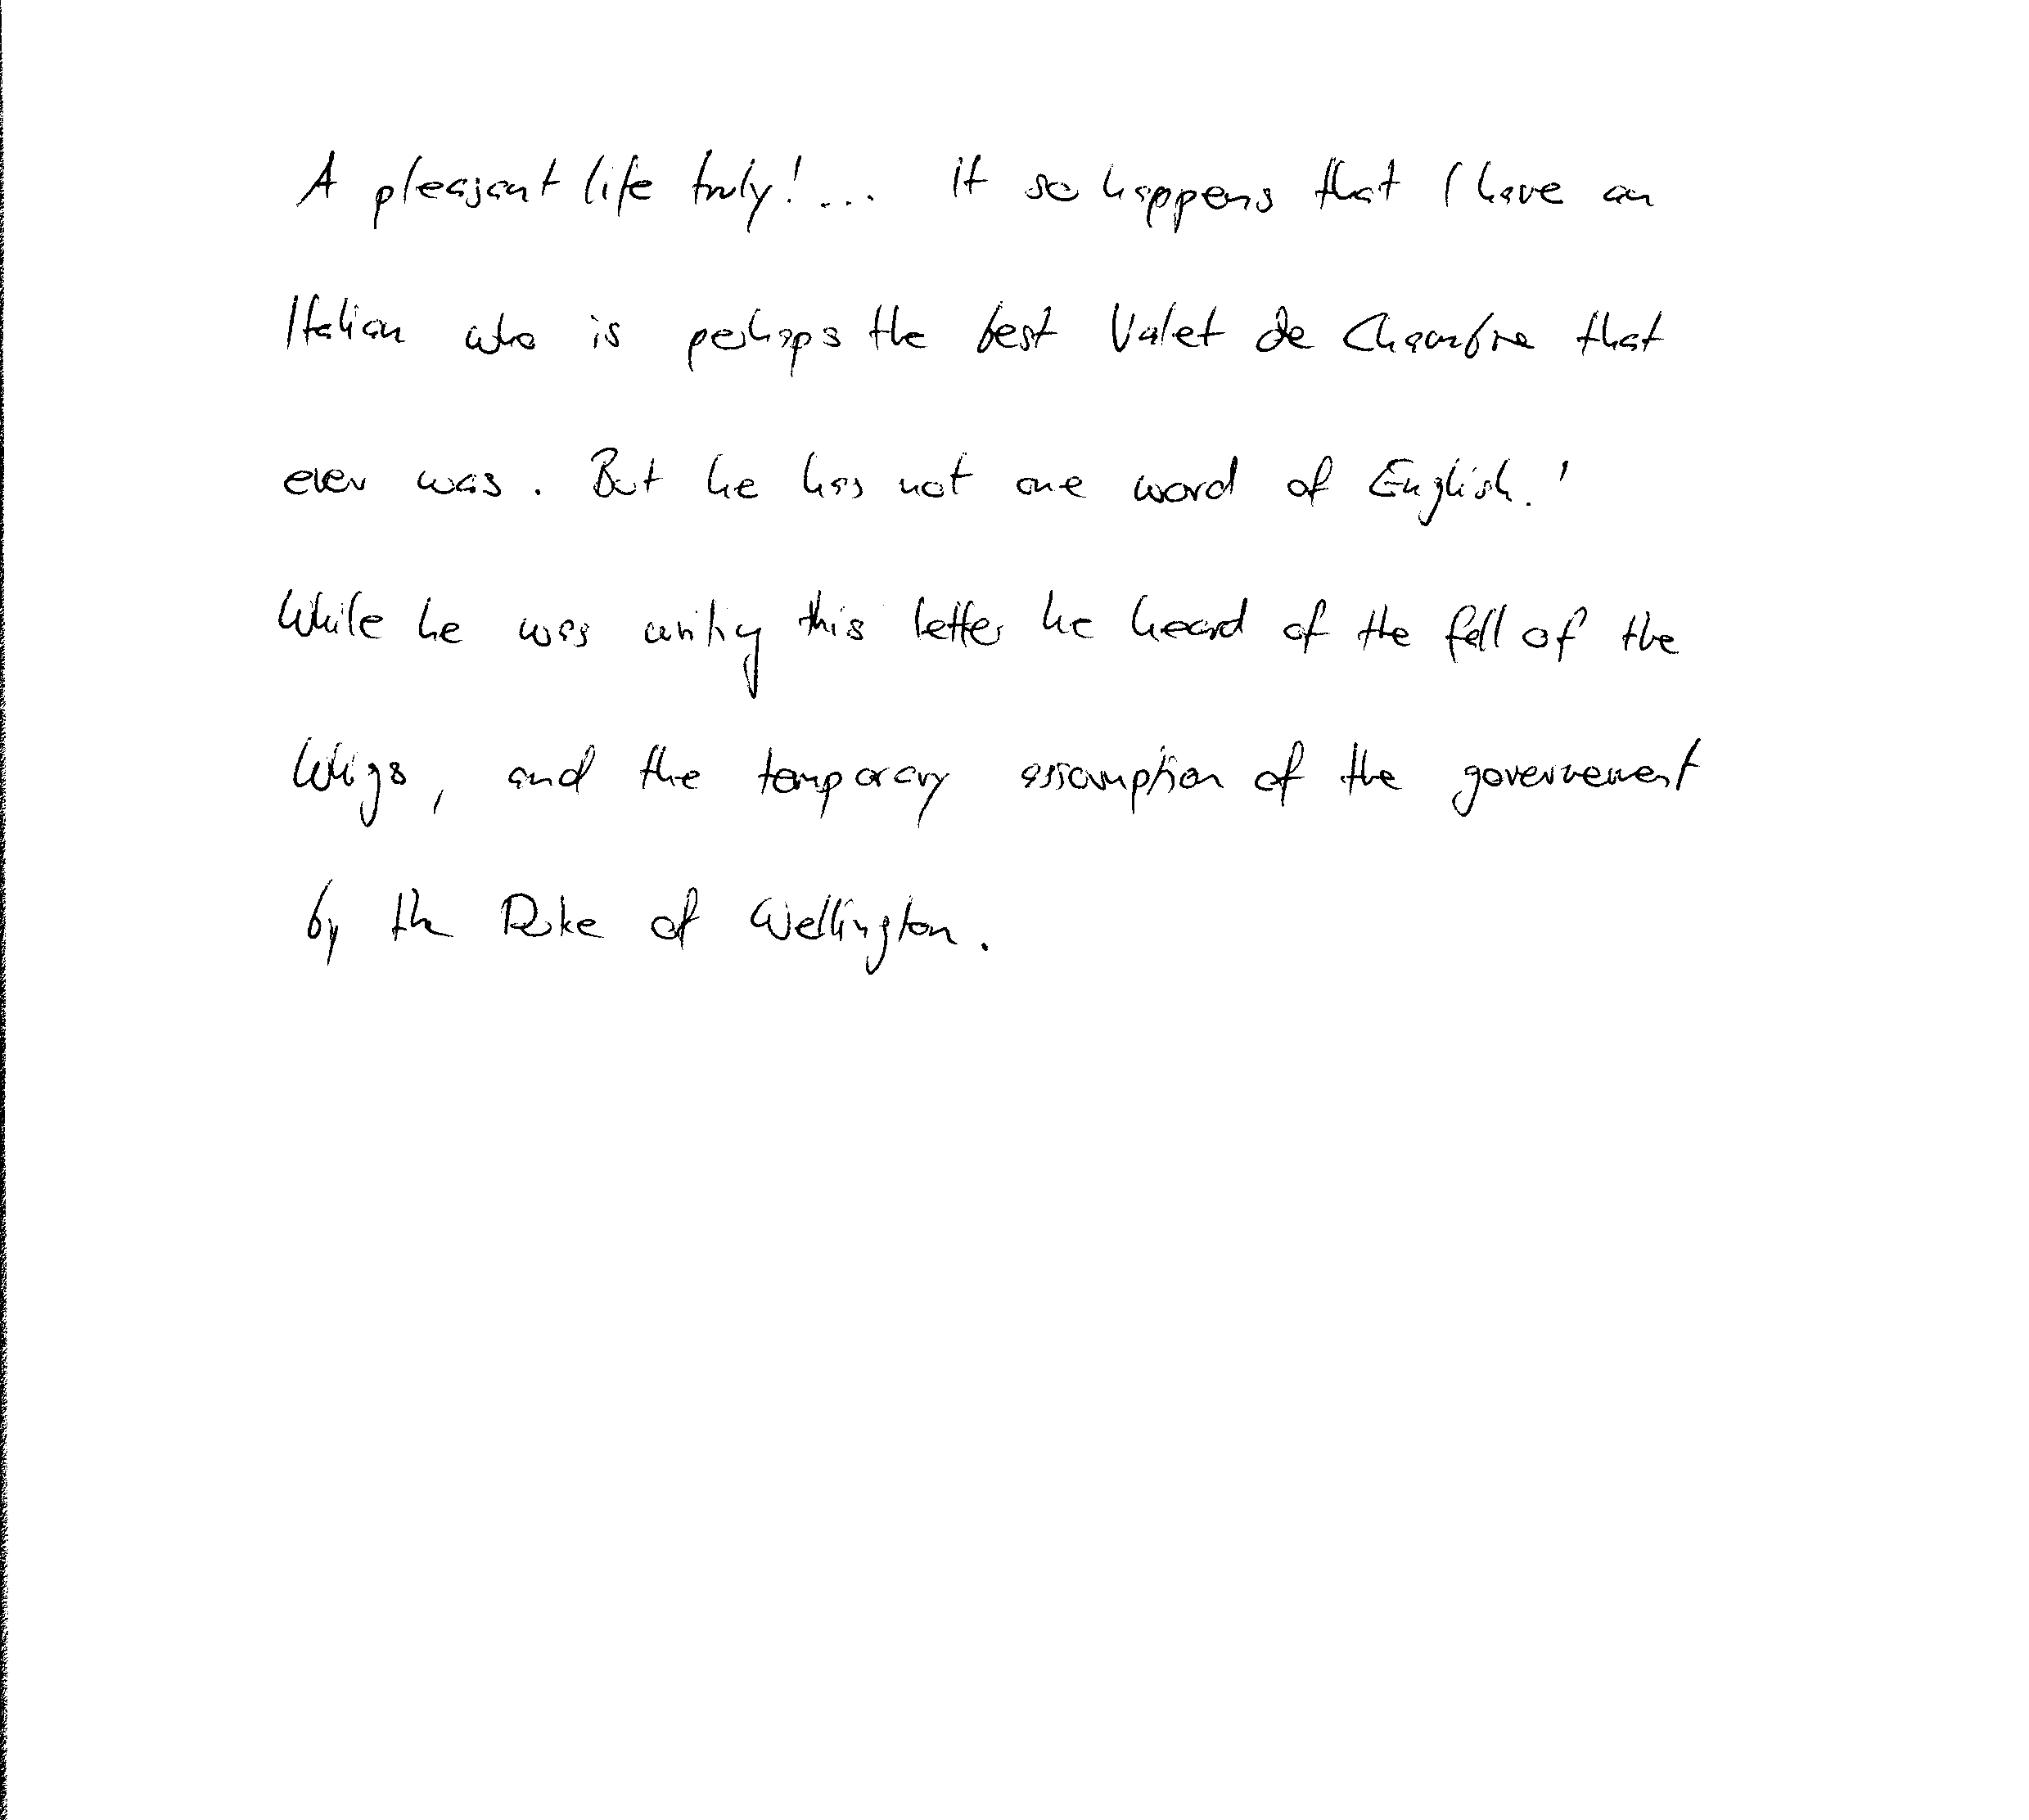 A pleasant life truly! ... It so happens that I have an
Italian who is perhaps the best Valet de Chambre that
ever was. But he has not one word of English.'
While he was writing this letter he heard of the fall of the
Whigs, and the temporary assumption of the government
by the Duke of Wellington.